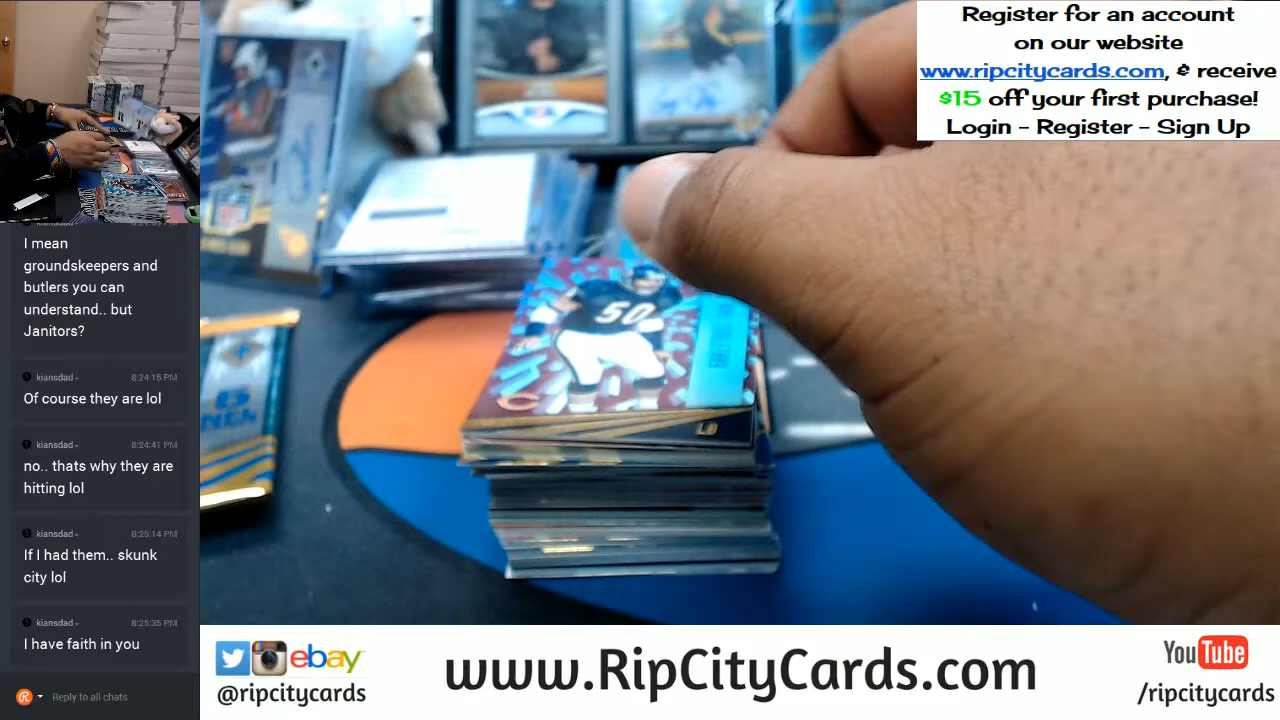 Register for an account
on our website
www.ripcitycards.com, & receive
$15 off your first purchase!
Login - Register - Sign Up
I mean
groundskeepers and
butlers you can
understand.. but
Janitors?
kiansdad
8:24:15 PM
Of course they are lol
kiansdad
8:24:41 PM
no.. thats why they are
hitting lol
kiansdad
8:25:14 PM
If I had them.. skunk
city lol
kiansdad
8:25:35 PM
I have faith in you
Reply to all chats
50
ebay
@ripcitycards
www.RipCityCards.com
YouTube
/ripcitycards